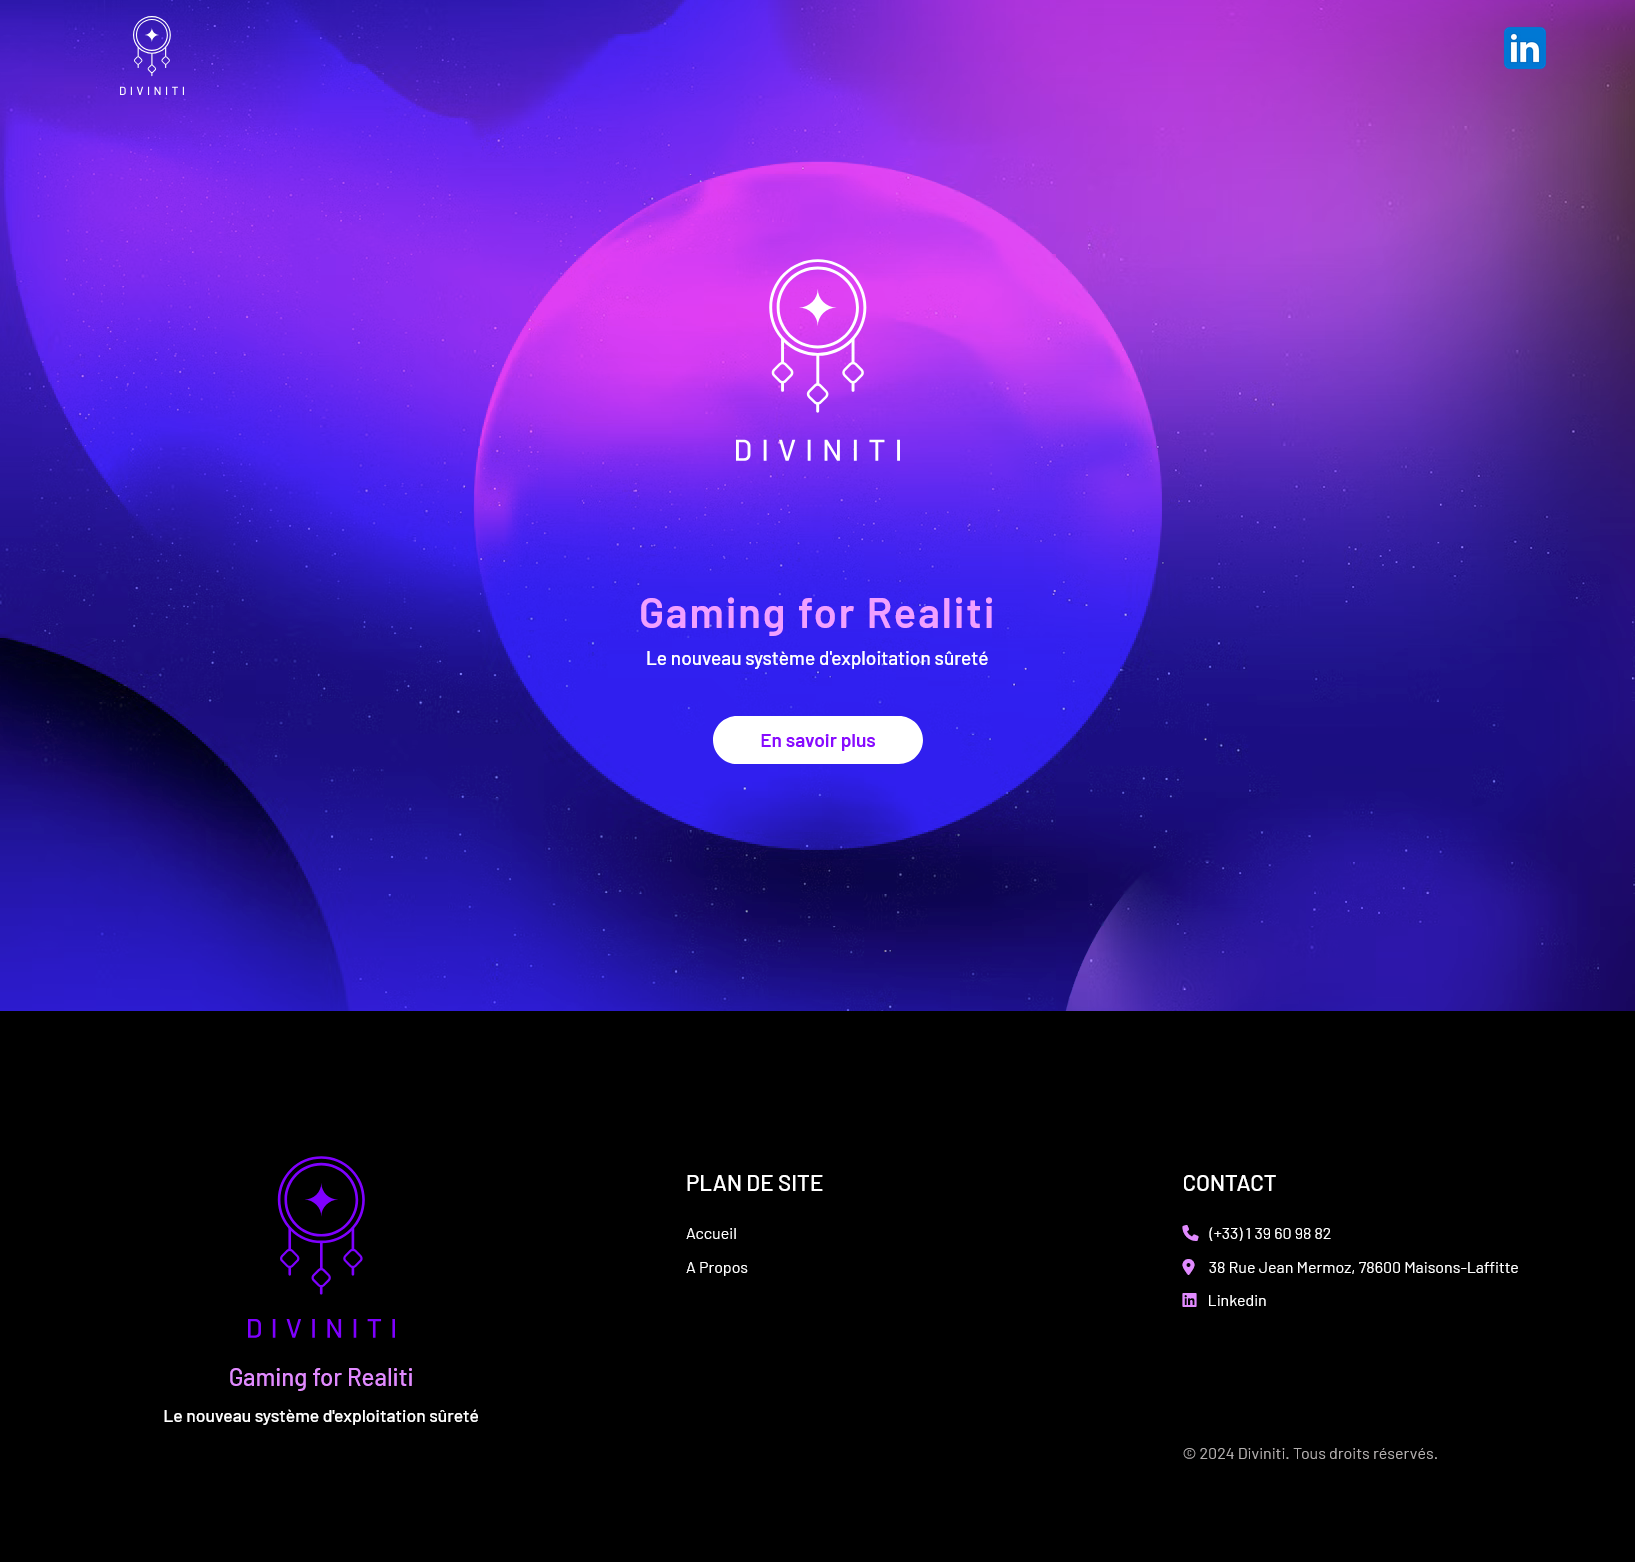 DIVINITI
in
DIVINITI
Gaming for Realiti
Le nouveau système d'exploitation sûreté
En savoir plus
DIVINITI
Gaming for Realiti
Le nouveau système d'exploitation sûreté
PLAN DE SITE
Accueil
A Propos
CONTACT
(+33) 1 39 60 98 82
38 Rue Jean Mermoz, 78600 Maisons-Laffitte
in Linkedin
© 2024 Diviniti. Tous droits réservés.